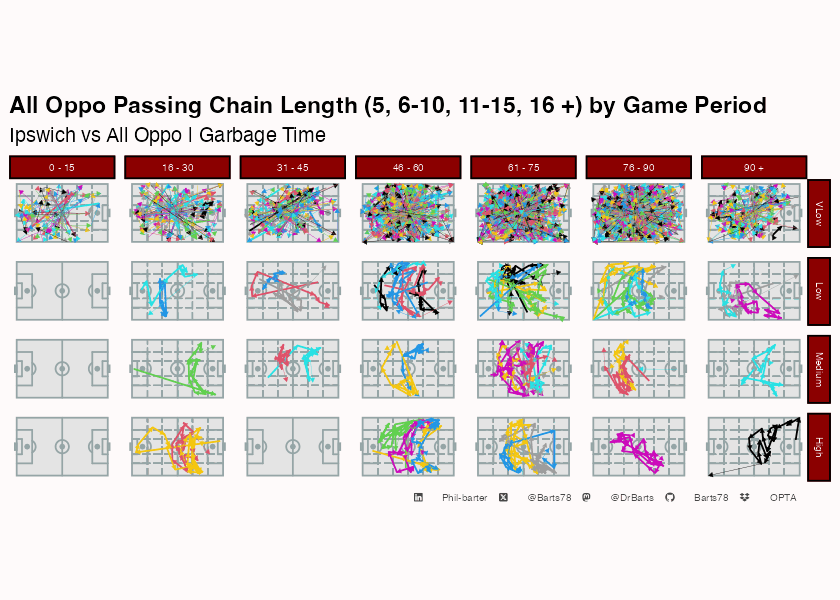 All Oppo Passing Chain Length (5, 6-10, 11-15, 16 +) by Game Period
Ipswich vs All Oppo | Garbage Time
0 - 15 16 - 30 31 - 45 46 - 60 61 - 75 76 - 90 90 +
VLow
Low
Medium
High
Phil-barter @Barts78 @DrBarts Barts78 OPTA